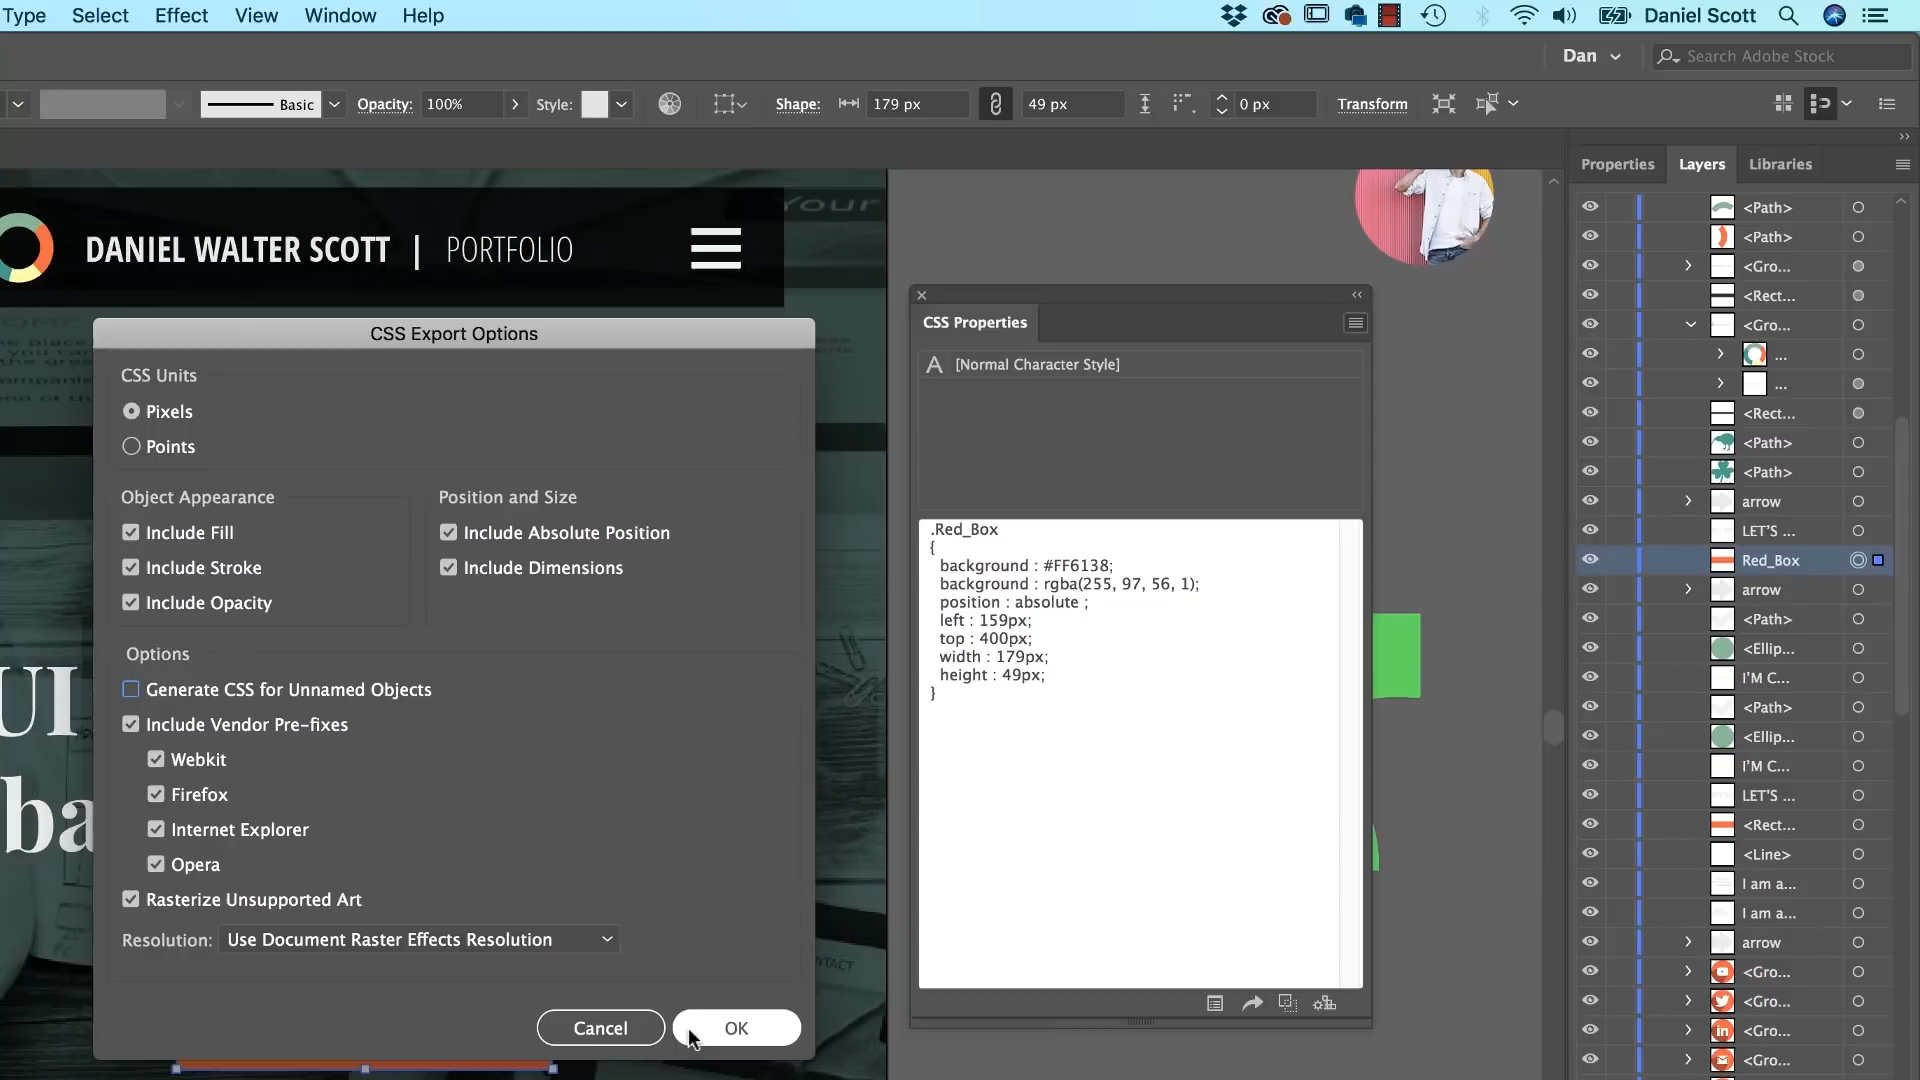 Type Select Effect View Window Help Daniel Scott
Dan Search Adobe Stock
Basic Opacity: 100% Style: Shape: 179 px 49 px 0 px Transform
Properties Layers Libraries
DANIEL WALTER SCOTT | PORTFOLIO
CSS Export Options
CSS Units
Pixels
Points
Object Appearance
Include Fill
Include Stroke
Include Opacity
Position and Size
Include Absolute Position
Include Dimensions
Options
Generate CSS for Unnamed Objects
Include Vendor Pre-fixes
Webkit
Firefox
Internet Explorer
Opera
Rasterize Unsupported Art
Resolution: Use Document Raster Effects Resolution
Cancel OK
UI
ba
CSS Properties
A [Normal Character Style]
.Red_Box
{
background : #FF6138;
background : rgba(255, 97, 56, 1);
position : absolute ;
left : 159px;
top : 400px;
width : 179px;
height : 49px;
}
<Path>
<Path>
<Gro...
<Rect...
<Gro...
...
...
<Rect...
<Path>
<Path>
arrow
LET'S ...
Red_Box
arrow
<Path>
<Ellip...
I'M C...
<Path>
<Ellip...
I'M C...
LET'S ...
<Rect...
<Line>
I am a...
I am a...
arrow
<Gro...
<Gro...
in <Gro...
<Gro...